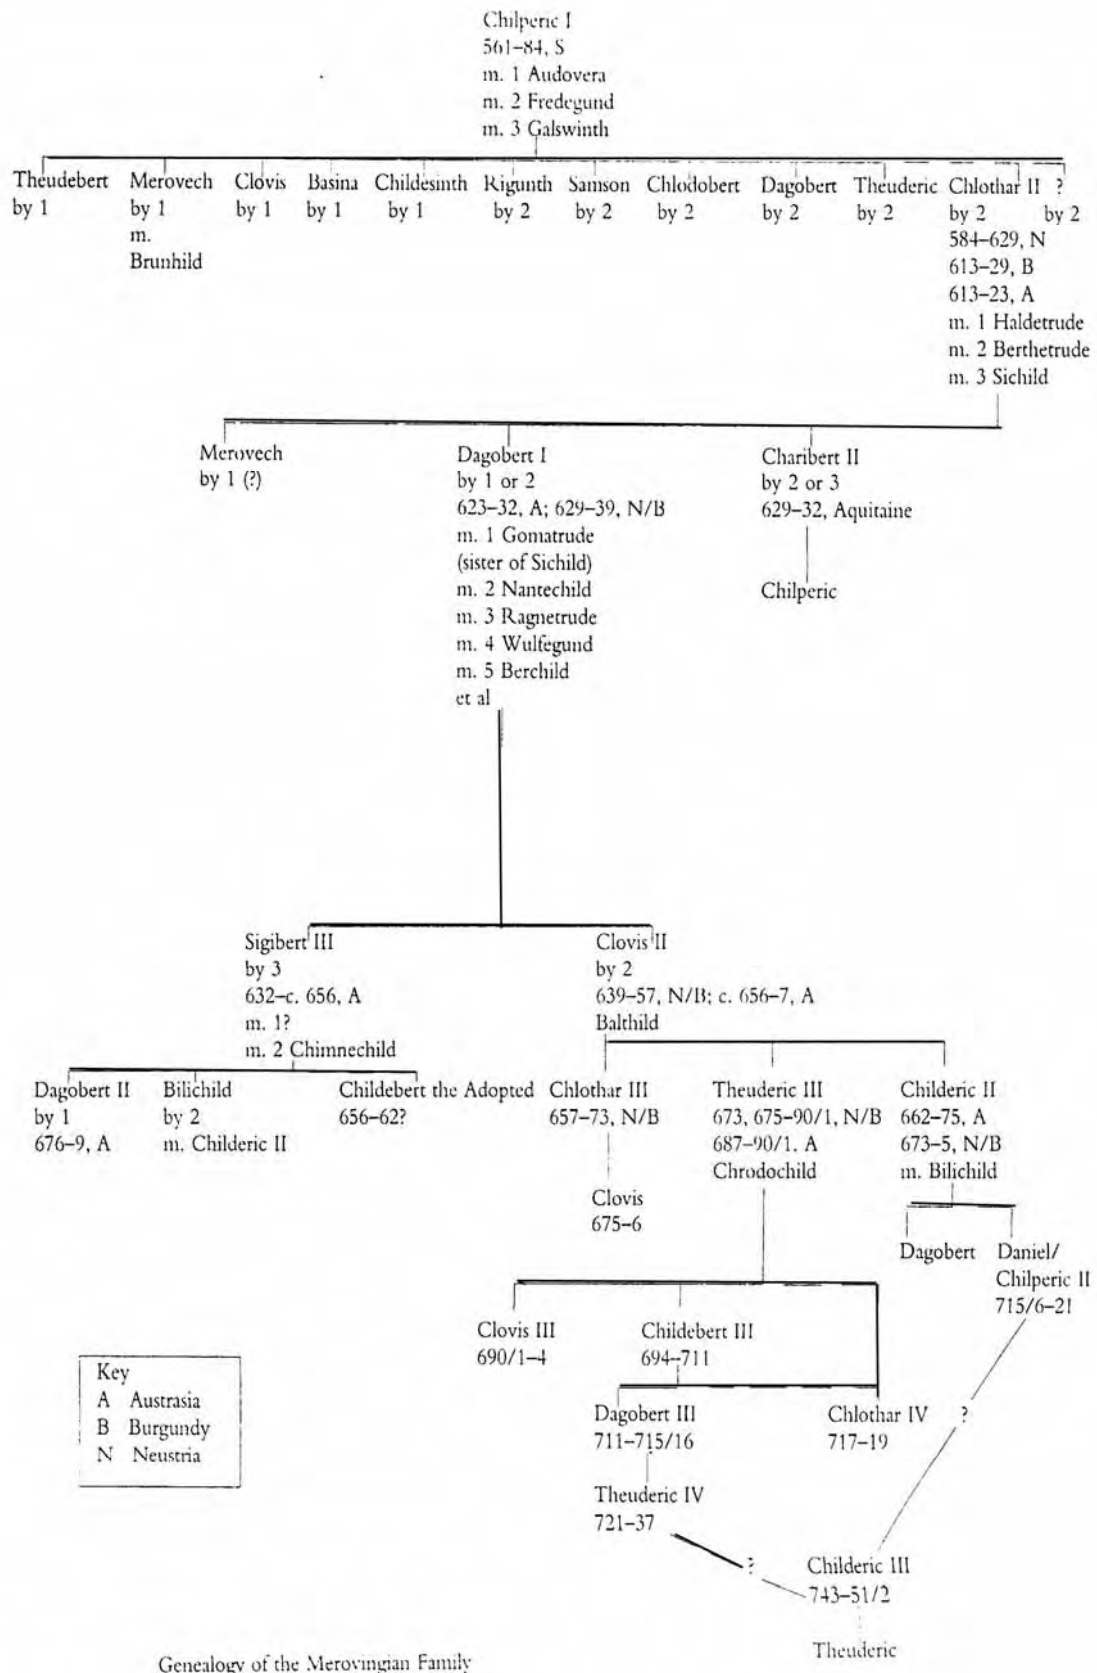 Chilperic I
561–84, S
m. 1 Audovera
m. 2 Fredegund
m. 3 Galswinth
Theudebert
by 1
Merovech
by 1
m.
Brunhild
Clovis
by 1
Basina
by 1
Childesinth
by 1
Rigunth
by 2
Samson
by 2
Chlodobert
by 2
Dagobert
by 2
Theuderic
by 2
Chlothar II
by 2
584–629, N
613–29, B
613–23, A
m. 1 Haldetrude
m. 2 Berthetrude
m. 3 Sichild
?
by 2
Merovech
by 1 (?)
Dagobert I
by 1 or 2
623–32, A; 629–39, N/B
m. 1 Gomatrude
(sister of Sichild)
m. 2 Nantechild
m. 3 Ragnetrude
m. 4 Wulfegund
m. 5 Berchild
et al
Charibert II
by 2 or 3
629–32, Aquitaine
Chilperic
Sigibert III
by 3
632–c. 656, A
m. 1?
m. 2 Chimnechild
Clovis II
by 2
639–57, N/B; c. 656–7, A
Balthild
Dagobert II
by 1
676–9, A
Bilichild
by 2
m. Childeric II
Childebert the Adopted
656–62?
Chlothar III
657–73, N/B
Clovis
675–6
Theuderic III
673, 675–90/1, N/B
687–90/1, A
Chrodochild
Childeric II
662–75, A
673–5, N/B
m. Bilichild
Dagobert
Daniel/
Chilperic II
715/6–21
Clovis III
690/1–4
Childebert III
694–711
Dagobert III
711–715/16
Chlothar IV
717–19
?
Theuderic IV
721–37
?
Childeric III
743–51/2
Theuderic
Key
A Austrasia
B Burgundy
N Neustria
Genealogy of the Merovingian Family